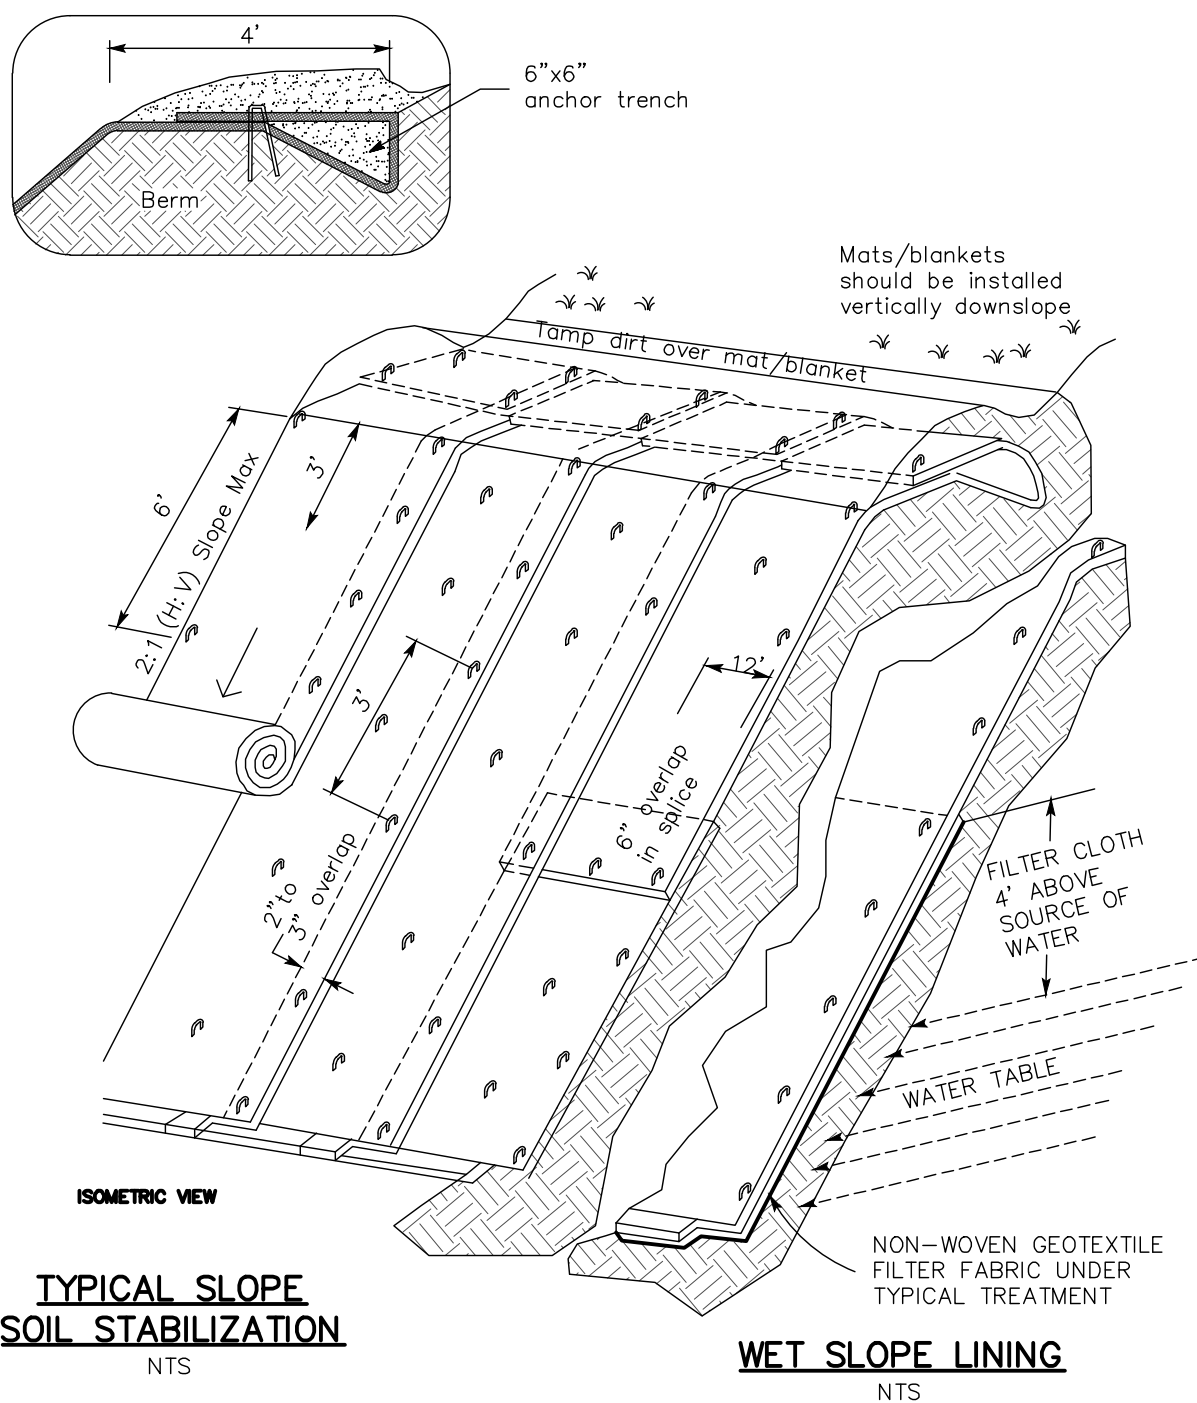 4'
6"x6"
anchor trench
Berm
Mats/blankets
should be installed
vertically downslope
Tamp dirt over mat/blanket
6'
3'
2:1 (H:V) Slope Max
12'
3'
6" overlap
in splice
2" to
3" overlap
FILTER CLOTH
4' ABOVE
SOURCE OF
WATER
WATER TABLE
ISOMETRIC VIEW
NON-WOVEN GEOTEXTILE
FILTER FABRIC UNDER
TYPICAL TREATMENT
TYPICAL SLOPE
SOIL STABILIZATION
NTS
WET SLOPE LINING
NTS